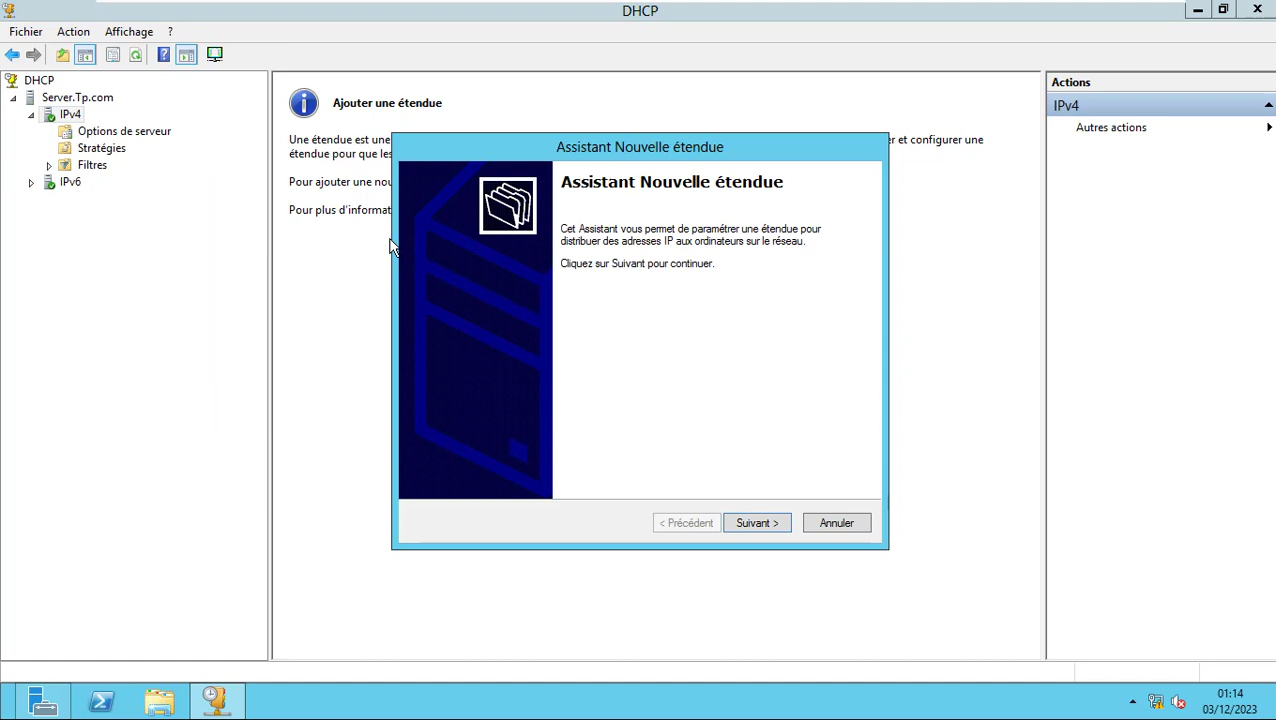 DHCP
Fichier Action Affichage ?
DHCP
Server.Tp.com
IPv4
Options de serveur
Stratégies
Filtres
IPv6
Ajouter une étendue
Une étendue est une
er et configurer une
étendue pour que les
Pour ajouter une nou
Pour plus d'informat
Assistant Nouvelle étendue
Assistant Nouvelle étendue
Cet Assistant vous permet de paramétrer une étendue pour
distribuer des adresses IP aux ordinateurs sur le réseau.
Cliquez sur Suivant pour continuer.
< Précédent Suivant > Annuler
Actions
IPv4
Autres actions
01:14
03/12/2023